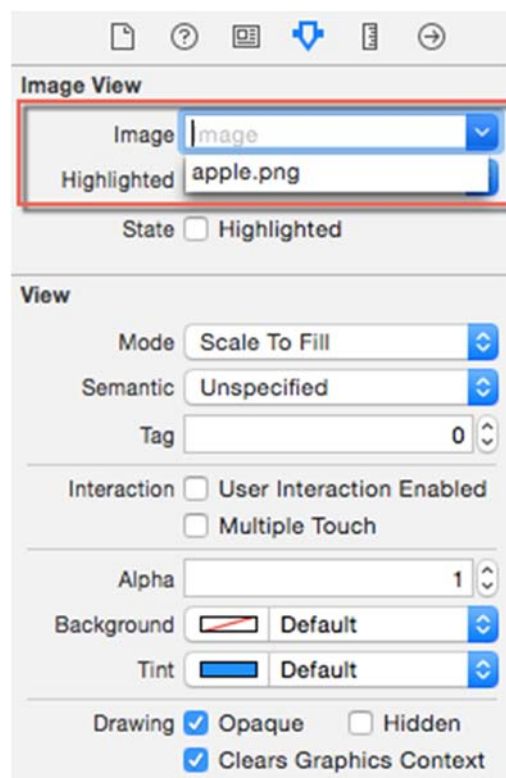 Image View
Image Image
Highlighted apple.png
State Highlighted
View
Mode Scale To Fill
Semantic Unspecified
Tag 0
Interaction User Interaction Enabled
Multiple Touch
Alpha 1
Background Default
Tint Default
Drawing Opaque Hidden
Clears Graphics Context